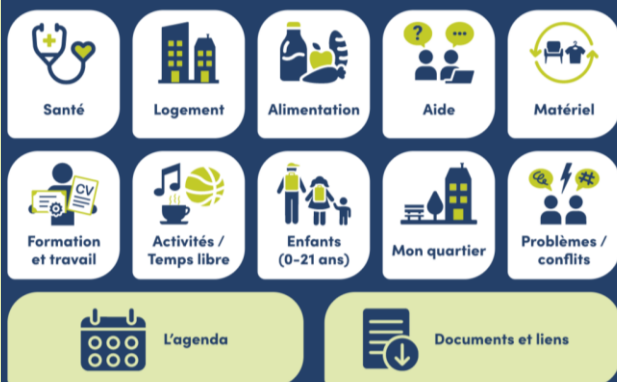 ?
...
Santé
Logement
Alimentation
Aide
Matériel
CV
Formation
et travail
Activités /
Temps libre
Enfants
(0-21 ans)
Mon quartier
#
Problèmes /
conflits
L'agenda
Documents et liens